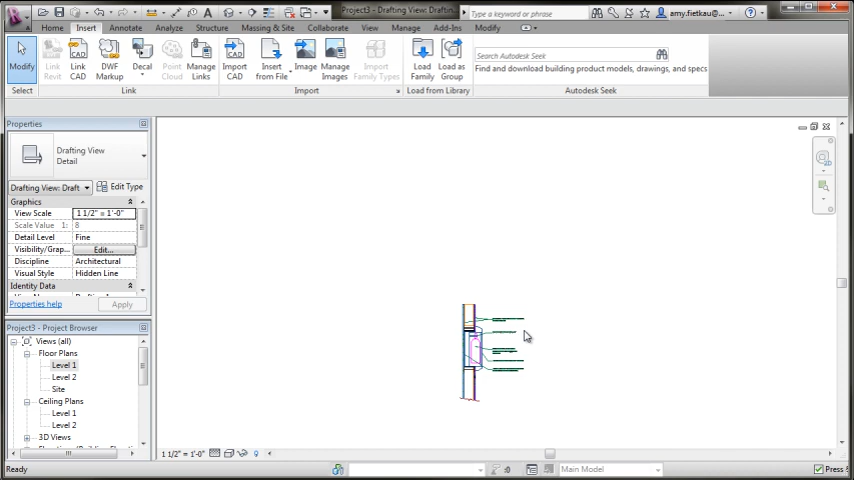 Project3 - Drafting View: Draftin...
Type a keyword or phrase
amy.fietkau@...
Home Insert Annotate Analyze Structure Massing & Site Collaborate View Manage Add-Ins Modify
Modify
Link Revit
Link CAD
DWF Markup
Decal
Point Cloud
Manage Links
Import CAD
Insert from File
Image
Manage Images
Import Family Types
Load Family
Load as Group
Search Autodesk Seek
Find and download building product models, drawings, and specs
Select Link Import Load from Library Autodesk Seek
Properties
Drafting View
Detail
Drafting View: Draft Edit Type
Graphics
View Scale 1 1/2" = 1'-0"
Scale Value 1: 8
Detail Level Fine
Visibility/Grap... Edit...
Discipline Architectural
Visual Style Hidden Line
Identity Data
Properties help Apply
Project3 - Project Browser
Views (all)
Floor Plans
Level 1
Level 2
Site
Ceiling Plans
Level 1
Level 2
3D Views
1 1/2" = 1'-0"
Ready :0 Main Model Press